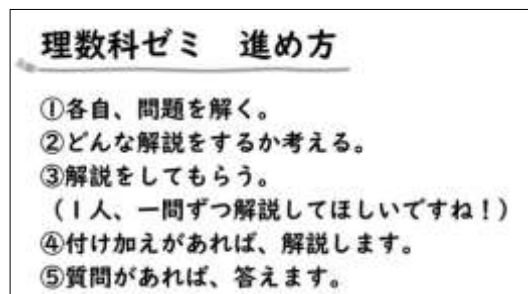 理数科ゼミ　進め方
①各自、問題を解く。
②どんな解説をするか考える。
③解説をしてもらう。
（１人、一問ずつ解説してほしいですね！）
④付け加えがあれば、解説します。
⑤質問があれば、答えます。